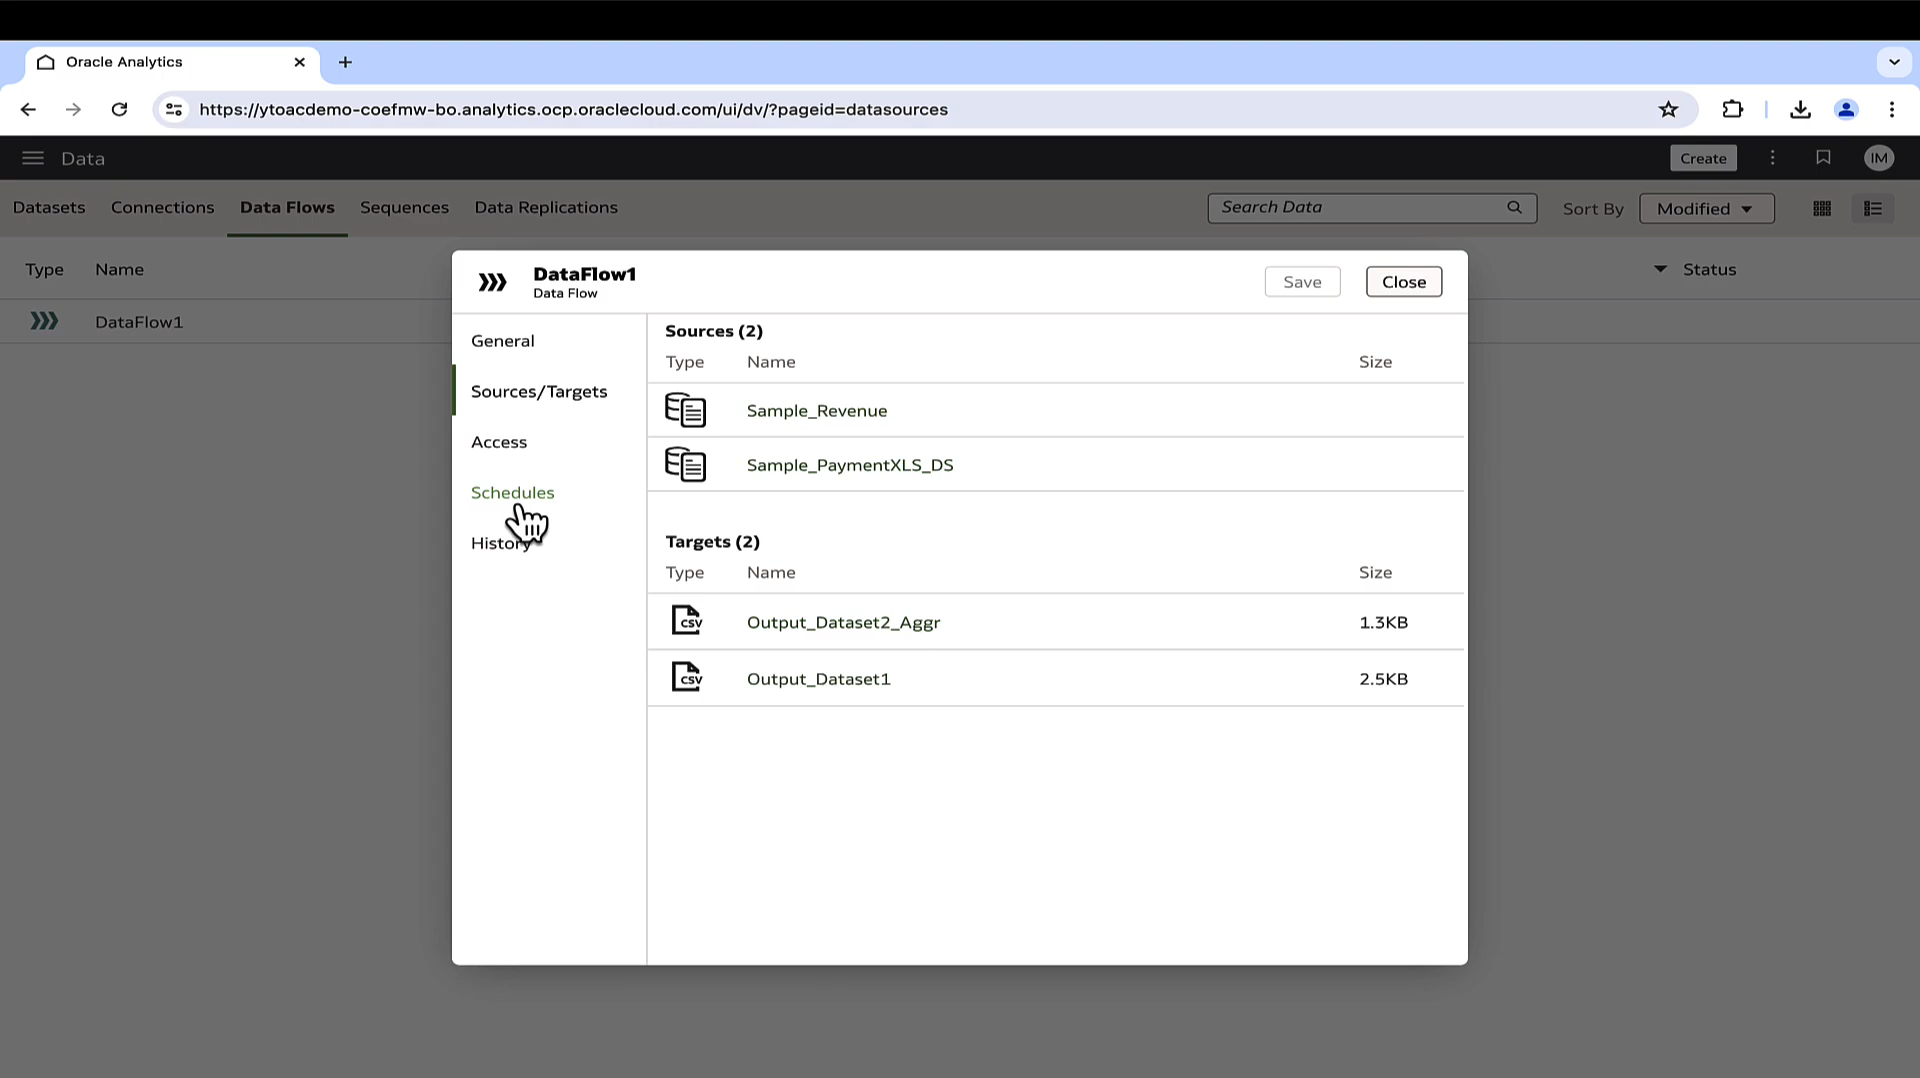 Oracle Analytics
https://ytoacdemo-coefmw-bo.analytics.ocp.oraclecloud.com/ui/dv/?pageid=datasources
Data
Create
IM
Datasets Connections Data Flows Sequences Data Replications
Search Data
Sort By
Modified
Type Name
Status
DataFlow1
DataFlow1
Data Flow
Save
Close
General
Sources/Targets
Access
Schedules
History
Sources (2)
Type Name Size
Sample_Revenue
Sample_PaymentXLS_DS
Targets (2)
Type Name Size
CSV Output_Dataset2_Aggr 1.3KB
CSV Output_Dataset1 2.5KB